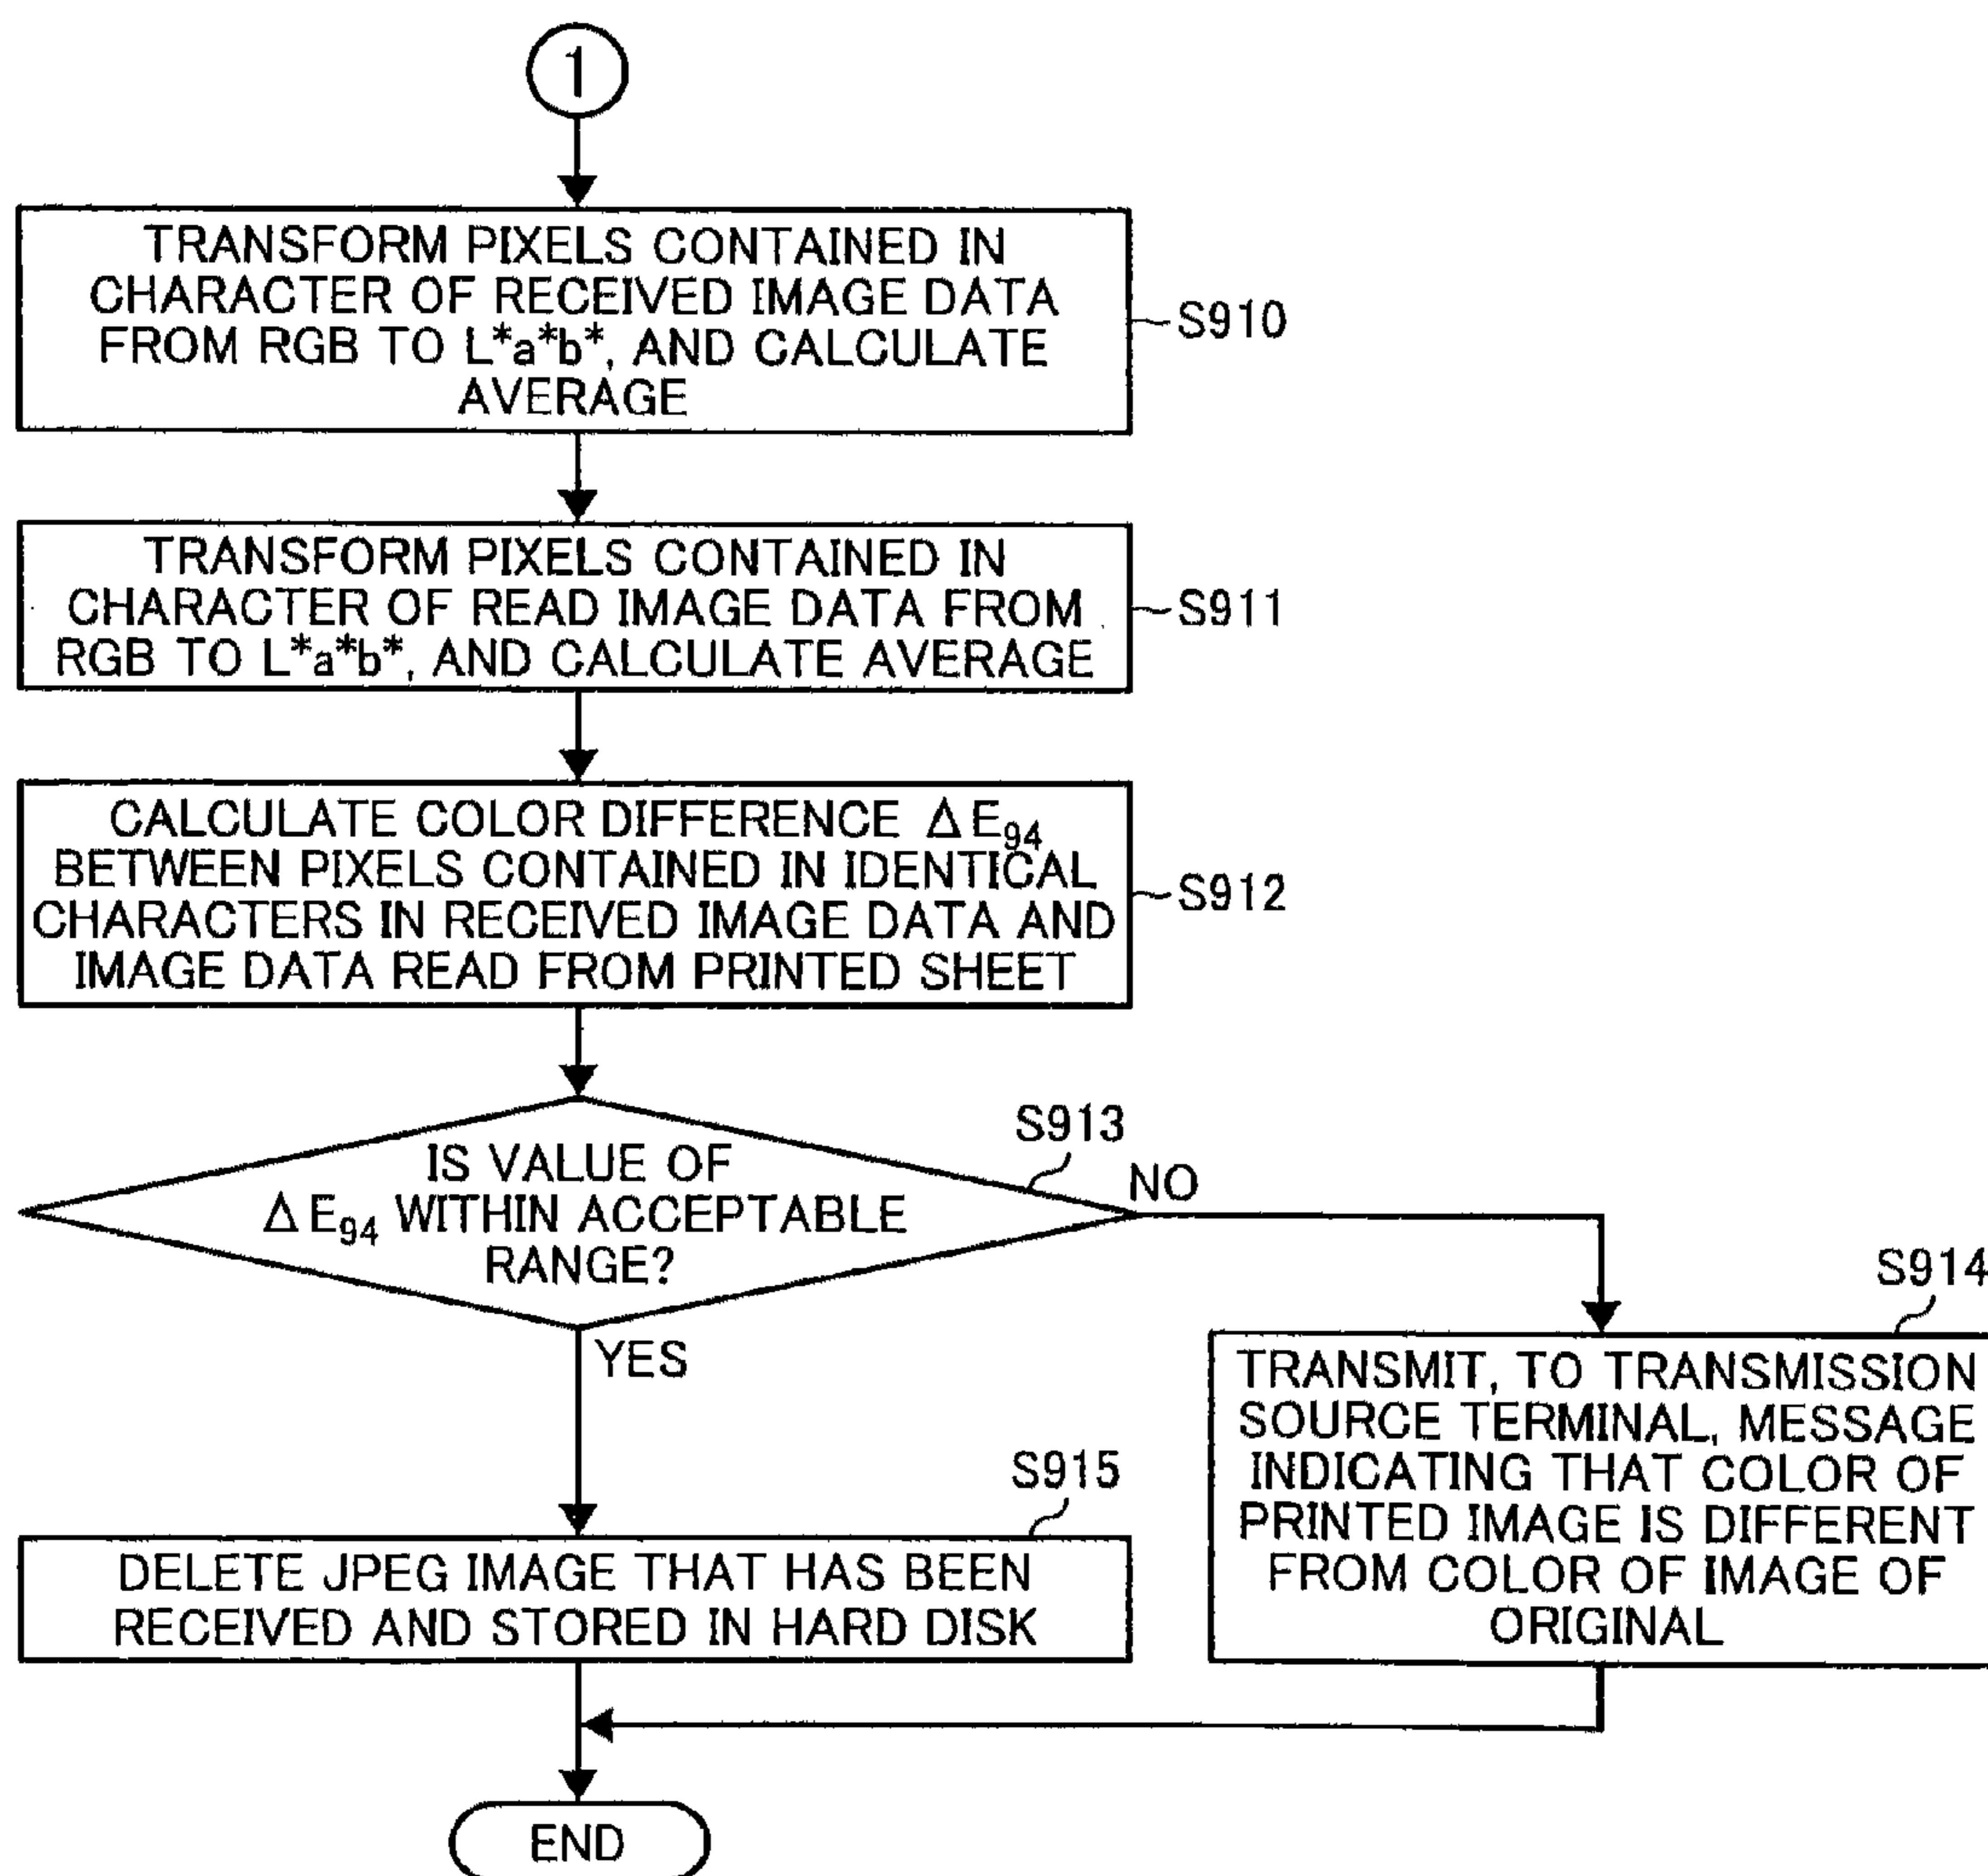 1
TRANSFORM PIXELS CONTAINED IN
CHARACTER OF RECEIVED IMAGE DATA
FROM RGB TO L*a*b*, AND CALCULATE
AVERAGE
S910
TRANSFORM PIXELS CONTAINED IN
CHARACTER OF READ IMAGE DATA FROM
RGB TO L*a*b*, AND CALCULATE AVERAGE
S911
CALCULATE COLOR DIFFERENCE ΔE94
BETWEEN PIXELS CONTAINED IN IDENTICAL
CHARACTERS IN RECEIVED IMAGE DATA AND
IMAGE DATA READ FROM PRINTED SHEET
S912
S913
IS VALUE OF
ΔE94 WITHIN ACCEPTABLE
RANGE?
NO
YES
S914
TRANSMIT, TO TRANSMISSION
SOURCE TERMINAL, MESSAGE
INDICATING THAT COLOR OF
PRINTED IMAGE IS DIFFERENT
FROM COLOR OF IMAGE OF
ORIGINAL
S915
DELETE JPEG IMAGE THAT HAS BEEN
RECEIVED AND STORED IN HARD DISK
END